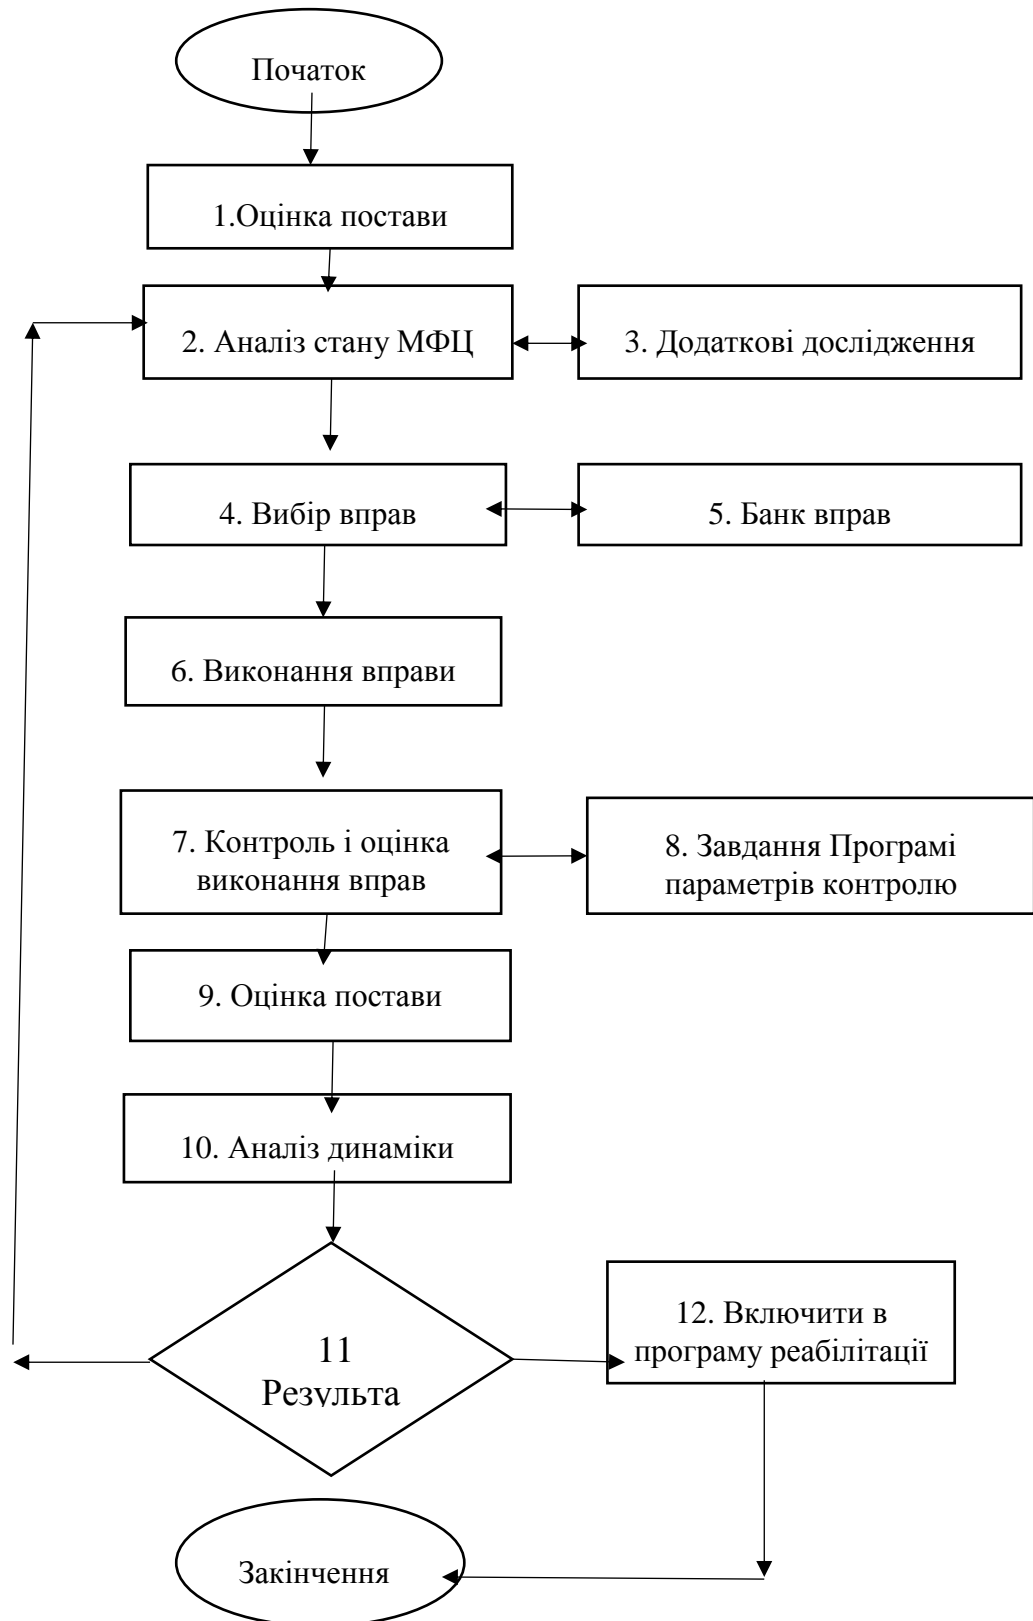 Початок
1.Оцінка постави
2. Аналіз стану МФЦ
3. Додаткові дослідження
4. Вибір вправ
5. Банк вправ
6. Виконання вправи
7. Контроль і оцінка
виконання вправ
8. Завдання Програмі
параметрів контролю
9. Оцінка постави
10. Аналіз динаміки
11
Результа
12. Включити в
програму реабілітації
Закінчення